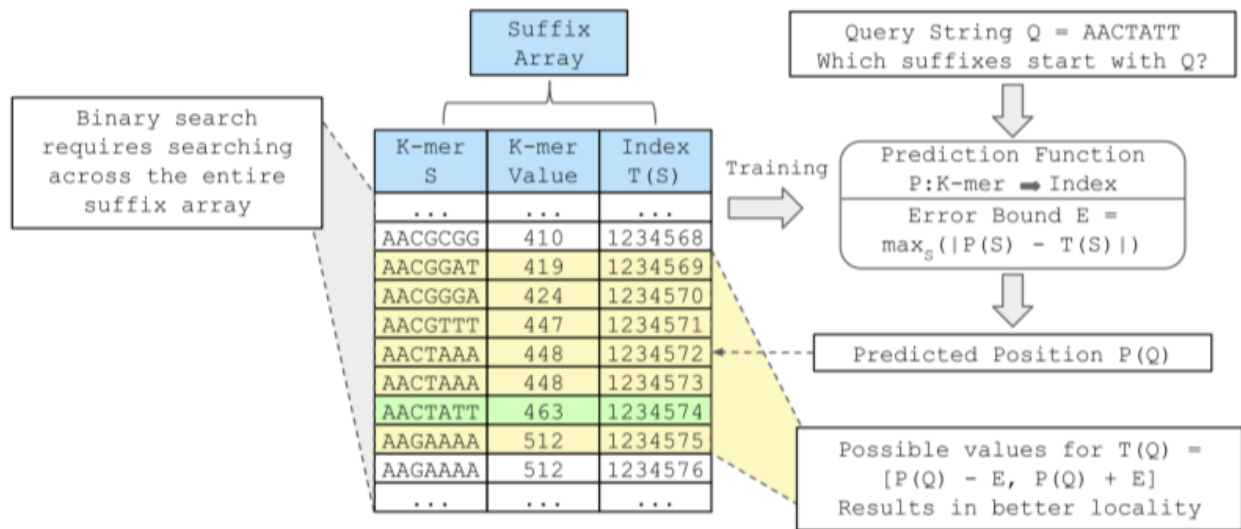 Suffix
Array
Query String Q = AACTATT
Which suffixes start with Q?
Binary search
requires searching
across the entire
suffix array
K-mer K-mer Index
S Value T(S)
... ... ...
AACGCGG 410 1234568
AACGGAT 419 1234569
AACGGGA 424 1234570
AACGTTT 447 1234571
AACTAAA 448 1234572
AACTAAA 448 1234573
AACTATT 463 1234574
AAGAAAA 512 1234575
AAGAAAA 512 1234576
... ... ...
Training
Prediction Function
P:K-mer ➡ Index
Error Bound E =
maxₛ(|P(S) - T(S)|)
Predicted Position P(Q)
Possible values for T(Q) =
[P(Q) - E, P(Q) + E]
Results in better locality